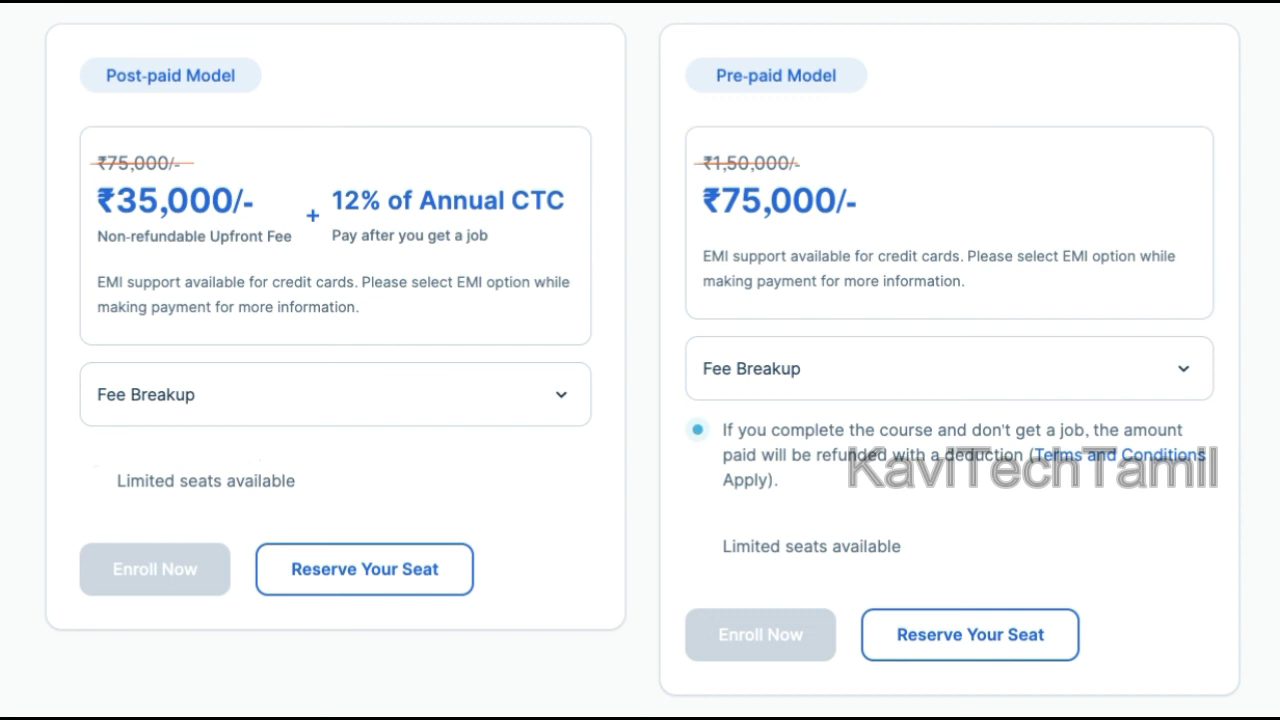 Post-paid Model
₹75,000/-
₹35,000/- + 12% of Annual CTC
Non-refundable Upfront Fee Pay after you get a job
EMI support available for credit cards. Please select EMI option while
making payment for more information.
Fee Breakup
Limited seats available
Enroll Now Reserve Your Seat
Pre-paid Model
₹1,50,000/-
₹75,000/-
EMI support available for credit cards. Please select EMI option while
making payment for more information.
Fee Breakup
If you complete the course and don't get a job, the amount
paid will be refunded with a deduction (Terms and Conditions
Apply).
KaviTechTamil
Limited seats available
Enroll Now Reserve Your Seat